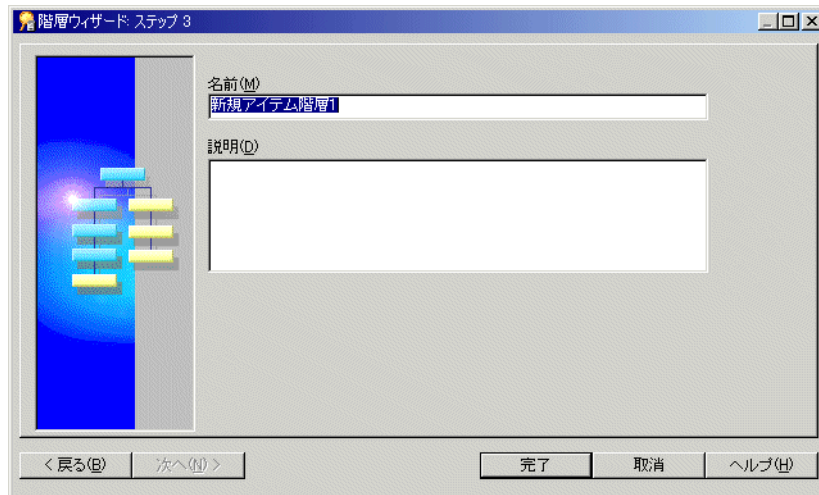 階層ウィザード: ステップ 3
名前(M)
新規アイテム階層1
説明(D)
< 戻る(B)
次へ(N) >
完了
取消
ヘルプ(H)